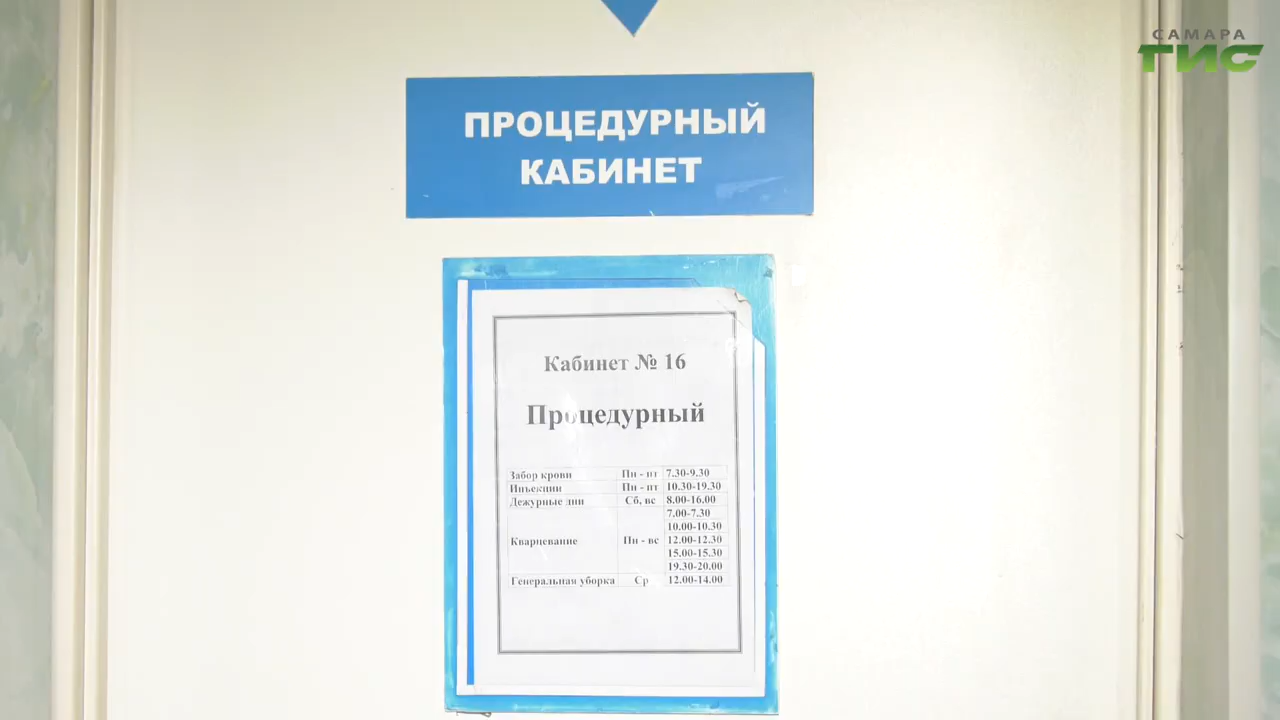 САМАРА
ГИС
ПРОЦЕДУРНЫЙ
КАБИНЕТ
Кабинет № 16
Процедурный
Забор крови Пн - пт 7.30-9.30
Инъекции Пн - пт 10.30-19.30
Дежурные дни Сб, вс 8.00-16.00
7.00-7.30
10.00-10.30
Кварцевание Пн - вс 12.00-12.30
15.00-15.30
19.30-20.00
Генеральная уборка Ср 12.00-14.00